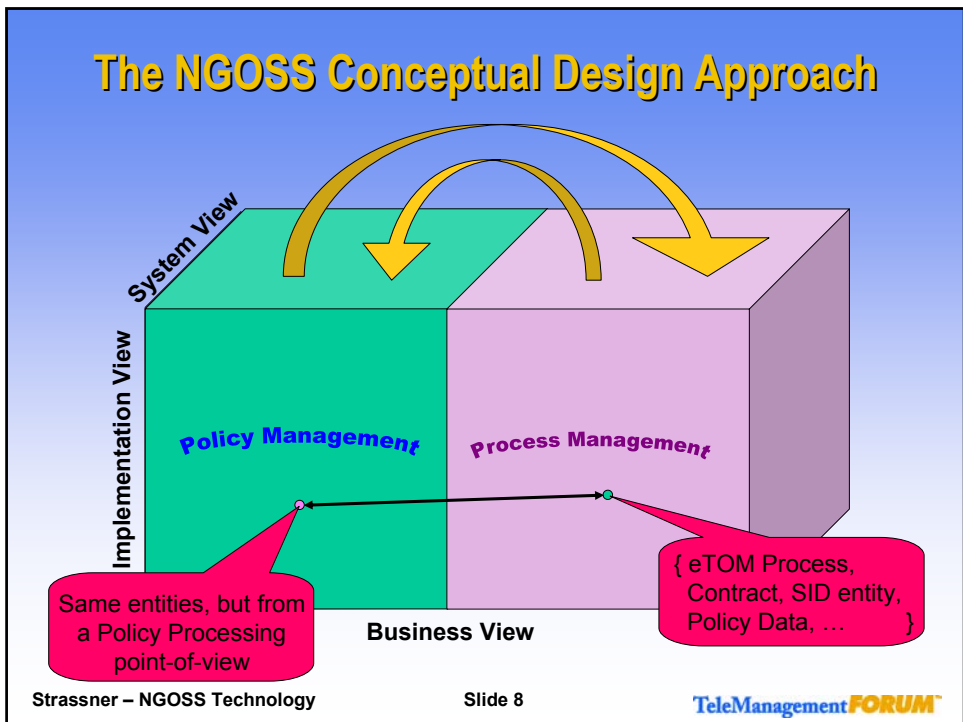 The NGOSS Conceptual Design Approach
System View
Implementation View
Policy Management
Process Management
Same entities, but from
a Policy Processing
point-of-view
{ eTOM Process,
Contract, SID entity,
Policy Data, … }
Business View
Strassner – NGOSS Technology
Slide 8
TeleManagement FORUM™